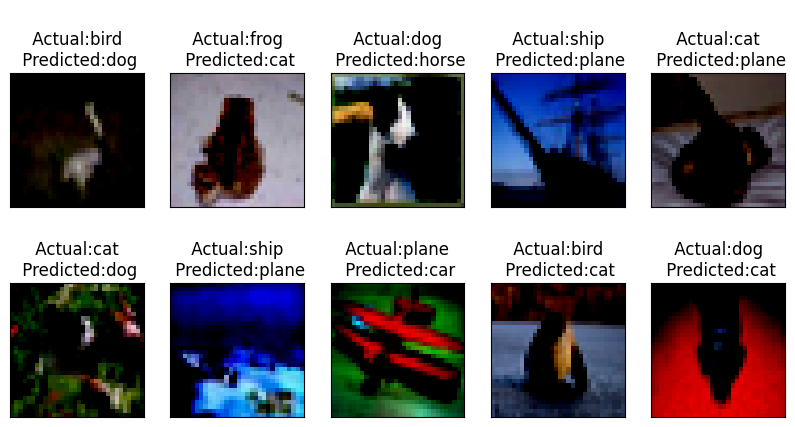 Actual:bird
Predicted:dog
Actual:frog
Predicted:cat
Actual:dog
Predicted:horse
Actual:ship
Predicted:plane
Actual:cat
Predicted:plane
Actual:cat
Predicted:dog
Actual:ship
Predicted:plane
Actual:plane
Predicted:car
Actual:bird
Predicted:cat
Actual:dog
Predicted:cat